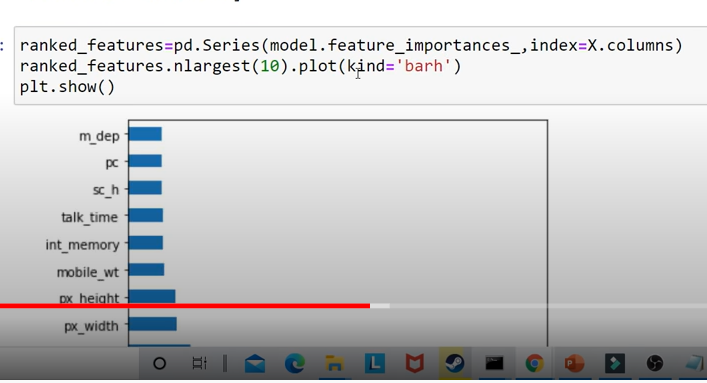 :
ranked_features=pd.Series(model.feature_importances_,index=X.columns)
ranked_features.nlargest(10).plot(kind='barh')
plt.show()
m_dep
pc
sc_h
talk_time
int_memory
mobile_wt
px_height
px_width
L
P